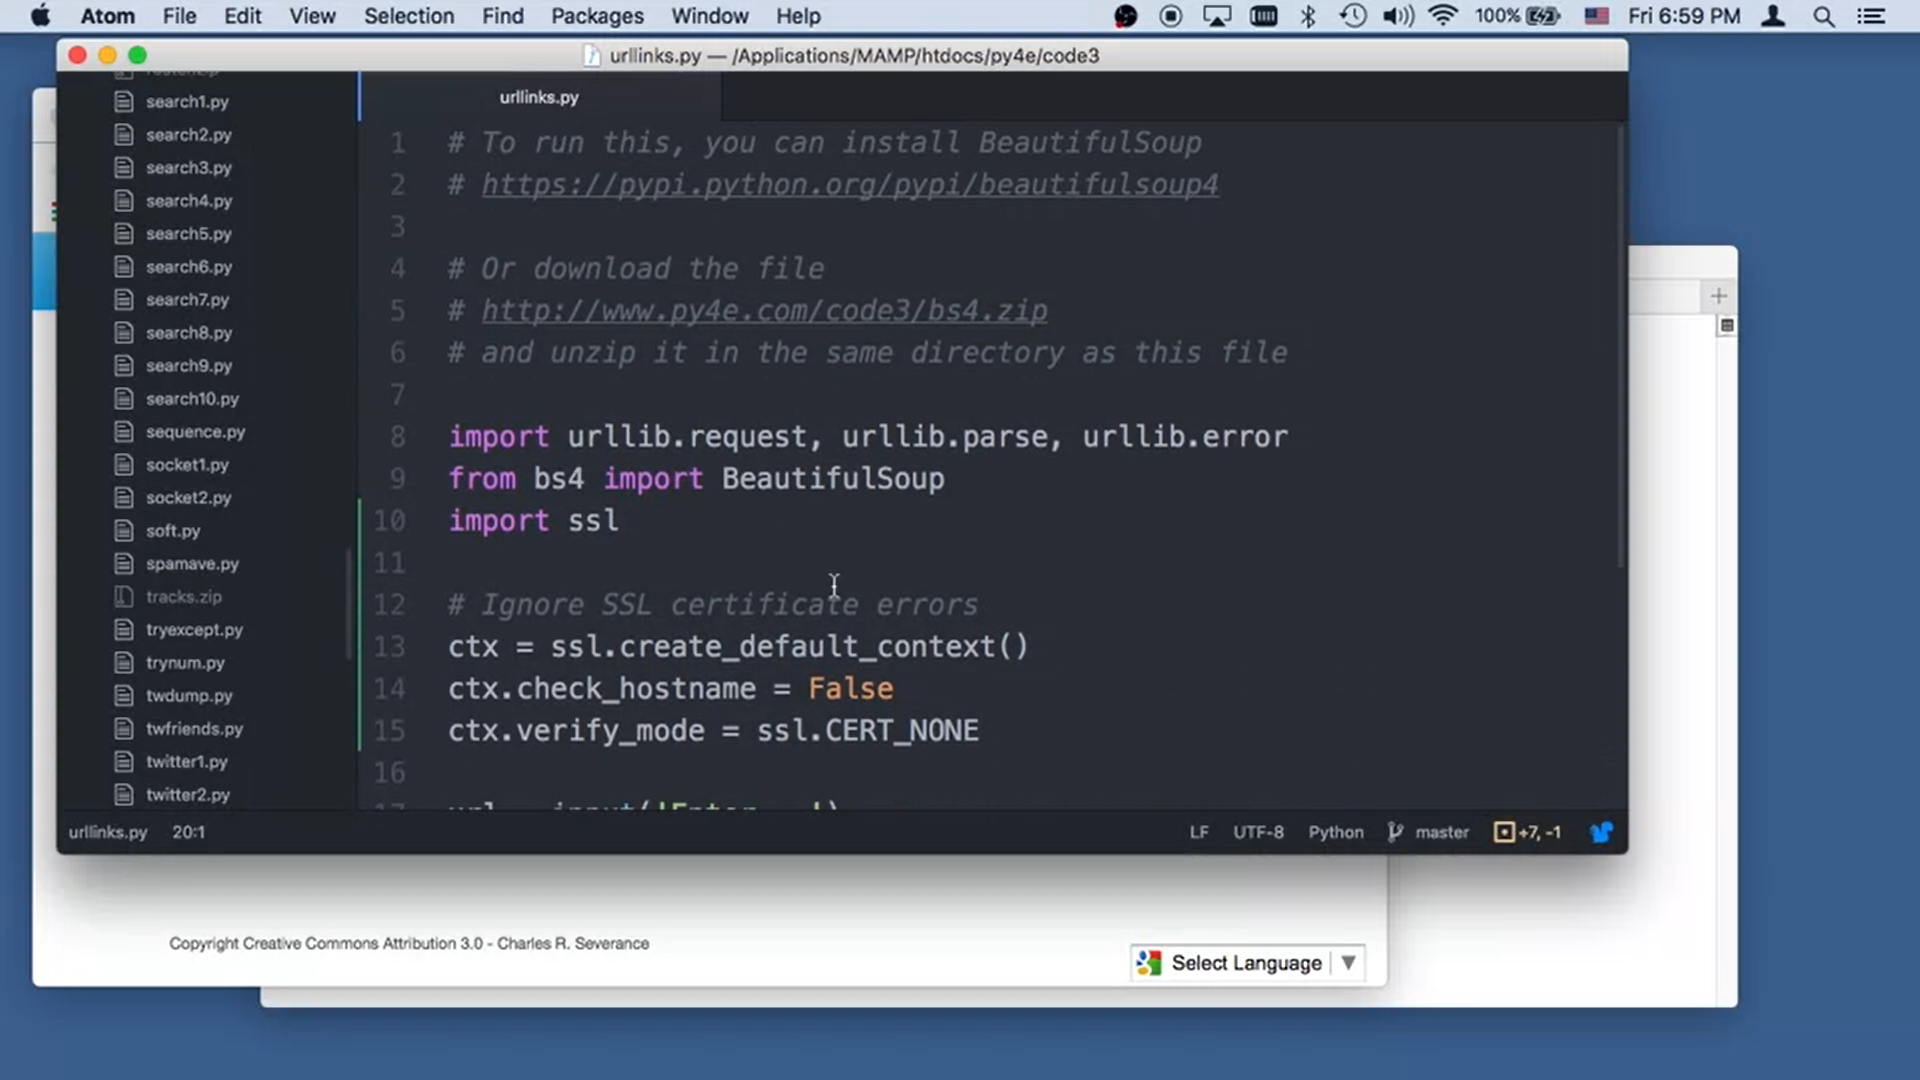 Atom File Edit View Selection Find Packages Window Help 100% Fri 6:59 PM
urllinks.py — /Applications/MAMP/htdocs/py4e/code3
search1.py
search2.py
search3.py
search4.py
search5.py
search6.py
search7.py
search8.py
search9.py
search10.py
sequence.py
socket1.py
socket2.py
soft.py
spamave.py
tracks.zip
tryexcept.py
trynum.py
twdump.py
twfriends.py
twitter1.py
twitter2.py
urllinks.py
1 # To run this, you can install BeautifulSoup
2 # https://pypi.python.org/pypi/beautifulsoup4
3
4 # Or download the file
5 # http://www.py4e.com/code3/bs4.zip
6 # and unzip it in the same directory as this file
7
8 import urllib.request, urllib.parse, urllib.error
9 from bs4 import BeautifulSoup
10 import ssl
11
12 # Ignore SSL certificate errors
13 ctx = ssl.create_default_context()
14 ctx.check_hostname = False
15 ctx.verify_mode = ssl.CERT_NONE
16
urllinks.py 20:1 LF UTF-8 Python master +7, -1
Copyright Creative Commons Attribution 3.0 - Charles R. Severance
Select Language